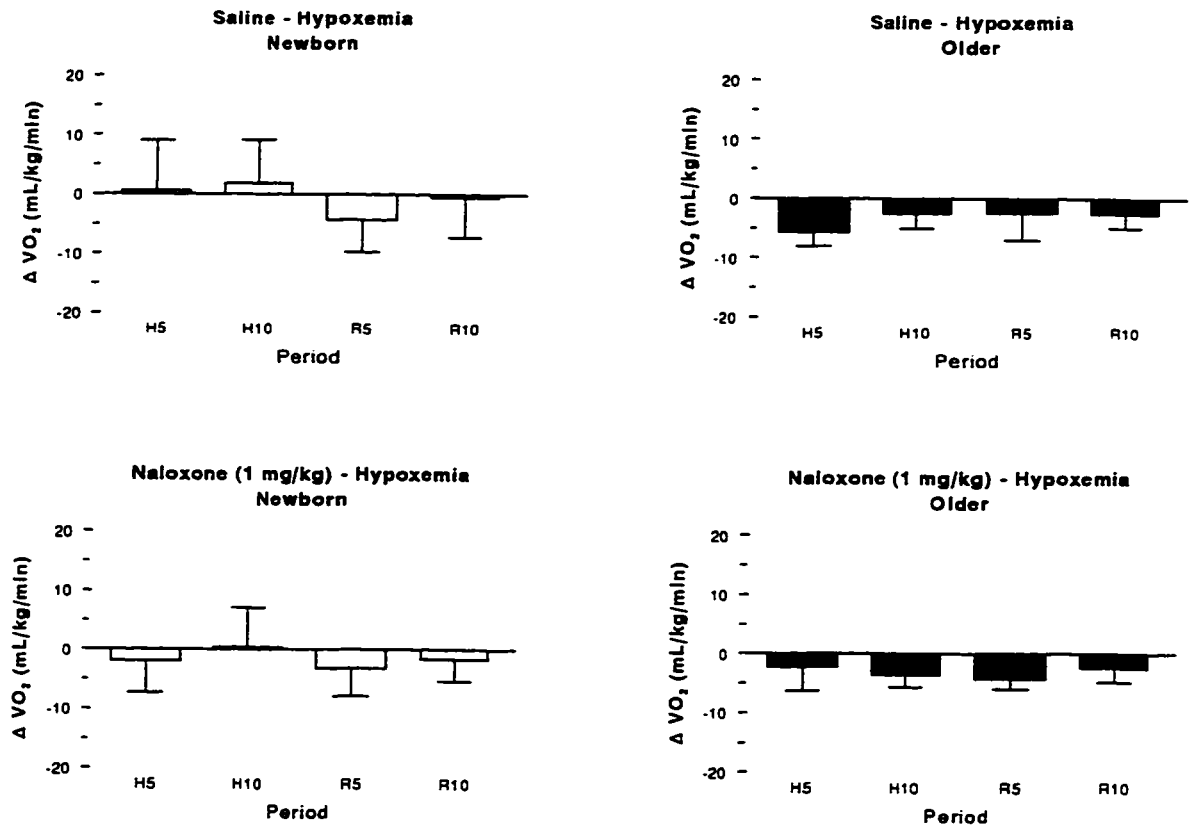 Saline - Hypoxemia
Newborn
Δ VO₂ (mL/kg/min)
20
10
0
-10
-20
H5 H10 R5 R10
Period
Saline - Hypoxemia
Older
Δ VO₂ (mL/kg/min)
20
10
0
-10
-20
H5 H10 R5 R10
Period
Naloxone (1 mg/kg) - Hypoxemia
Newborn
Δ VO₂ (mL/kg/min)
20
10
0
-10
-20
H5 H10 R5 R10
Period
Naloxone (1 mg/kg) - Hypoxemia
Older
Δ VO₂ (mL/kg/min)
20
10
0
-10
-20
H5 H10 R5 R10
Period